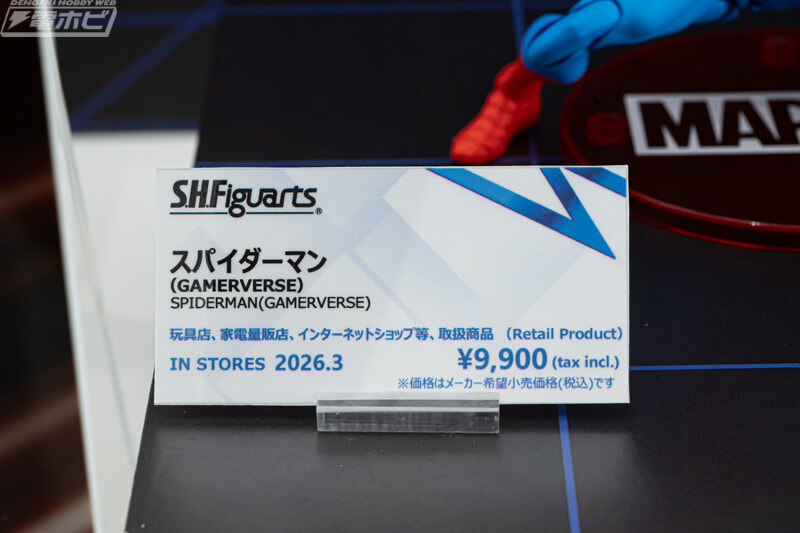 DENGEKI HOBBY WEB
電ホビ
MAR
S.H.Figuarts®
スパイダーマン
(GAMERVERSE)
SPIDERMAN(GAMERVERSE)
玩具店、家電量販店、インターネットショップ等、取扱商品 (Retail Product)
IN STORES 2026.3 ¥9,900 (tax incl.)
※価格はメーカー希望小売価格(税込)です